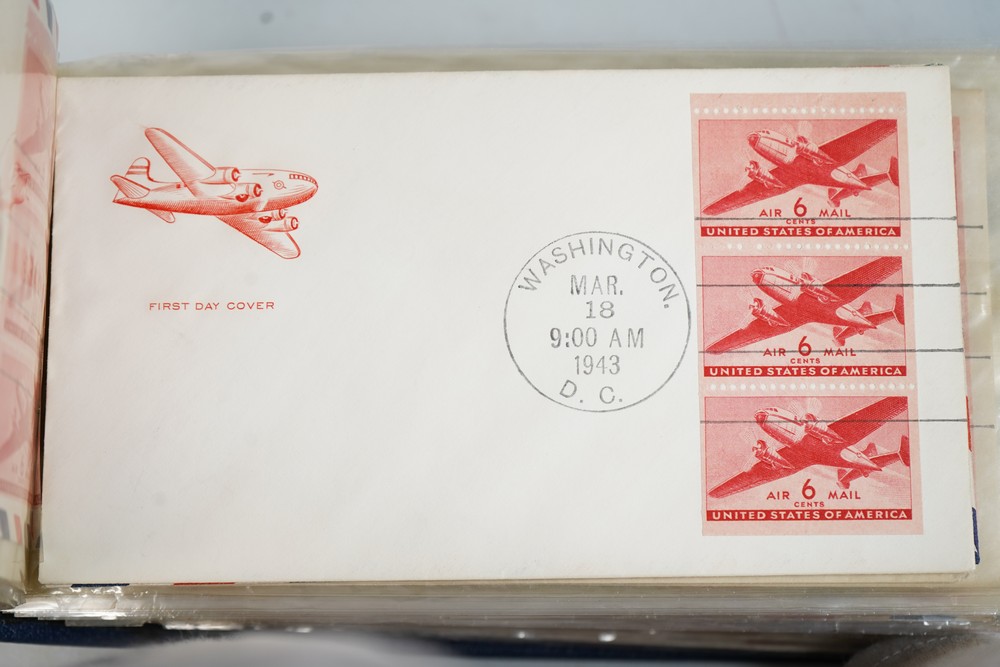 FIRST DAY COVER
WASHINGTON.
MAR.
18
9:00 AM
1943
D. C.
AIR 6 MAIL
CENTS
UNITED STATES OF AMERICA
AIR 6 MAIL
CENTS
UNITED STATES OF AMERICA
AIR 6 MAIL
CENTS
UNITED STATES OF AMERICA